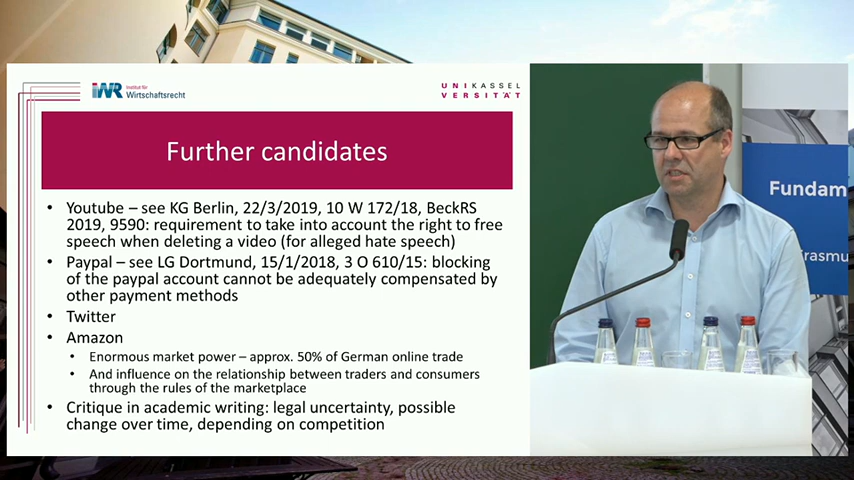 iWR Institut für
Wirtschaftsrecht
UNIKASSEL
VERSITÄT
Further candidates
• Youtube – see KG Berlin, 22/3/2019, 10 W 172/18, BeckRS
2019, 9590: requirement to take into account the right to free
speech when deleting a video (for alleged hate speech)
• Paypal – see LG Dortmund, 15/1/2018, 3 O 610/15: blocking
of the paypal account cannot be adequately compensated by
other payment methods
• Twitter
• Amazon
• Enormous market power – approx. 50% of German online trade
• And influence on the relationship between traders and consumers
through the rules of the marketplace
• Critique in academic writing: legal uncertainty, possible
change over time, depending on competition
Fundam
rasmu